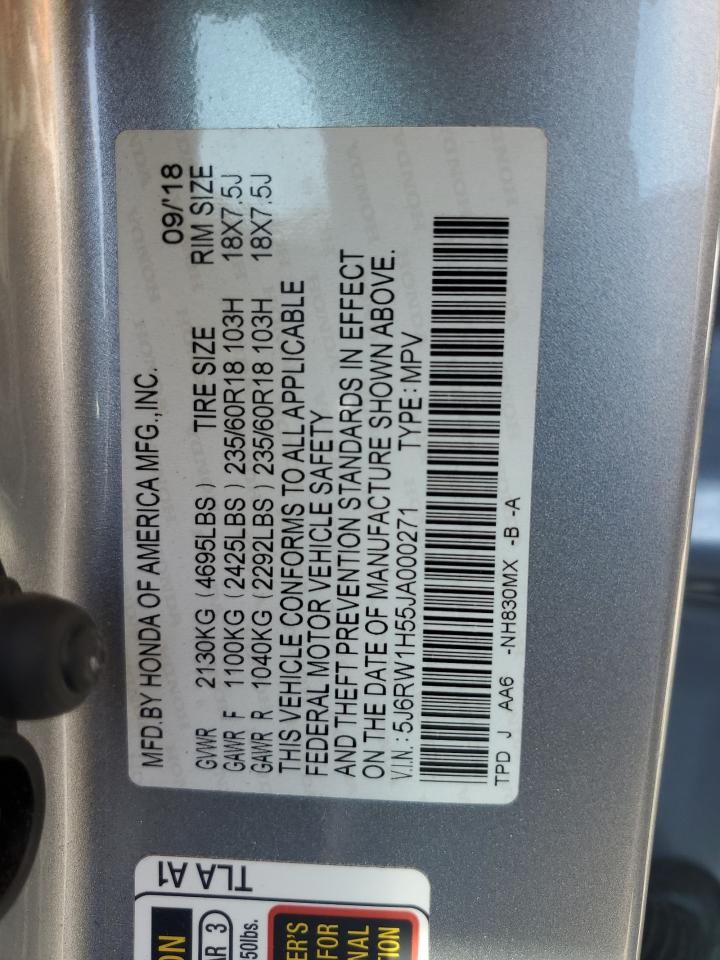 MFD.BY HONDA OF AMERICA MFG.,INC. 09/'18
GVWR 2130KG (4695LBS) TIRE SIZE RIM SIZE
GAWR F 1100KG (2425LBS) 235/60R18 103H 18X7.5J
GAWR R 1040KG (2292LBS) 235/60R18 103H 18X7.5J
THIS VEHICLE CONFORMS TO ALL APPLICABLE
FEDERAL MOTOR VEHICLE SAFETY
AND THEFT PREVENTION STANDARDS IN EFFECT
ON THE DATE OF MANUFACTURE SHOWN ABOVE.
V.I.N.: 5J6RW1H55JA000271 TYPE: MPV
TPD J AA6 -NH830MX -B -A
TLA A1
3
50lbs.
FOR